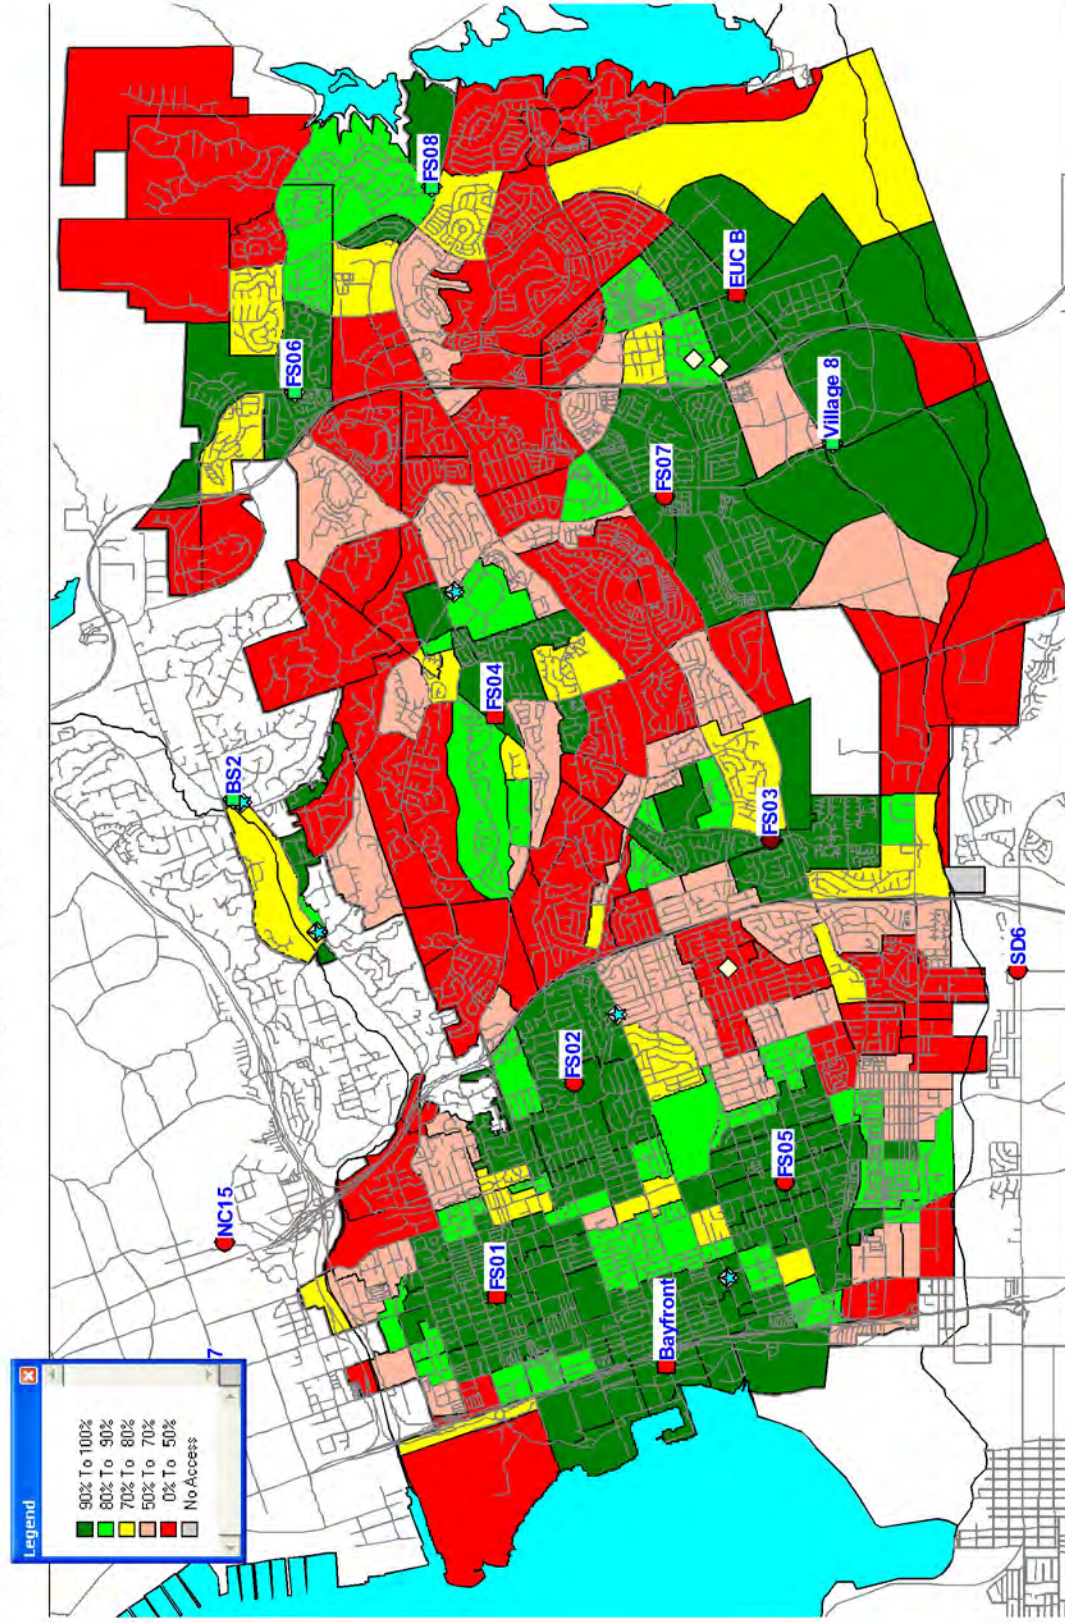 Legend
90% To 100%
80% To 90%
70% To 80%
50% To 70%
0% To 50%
No Access
7
NC15
BS2
FS06
FS08
FS01
FS02
FS04
Bayfront
FS05
FS03
FS07
EUC B
Village 8
SD6